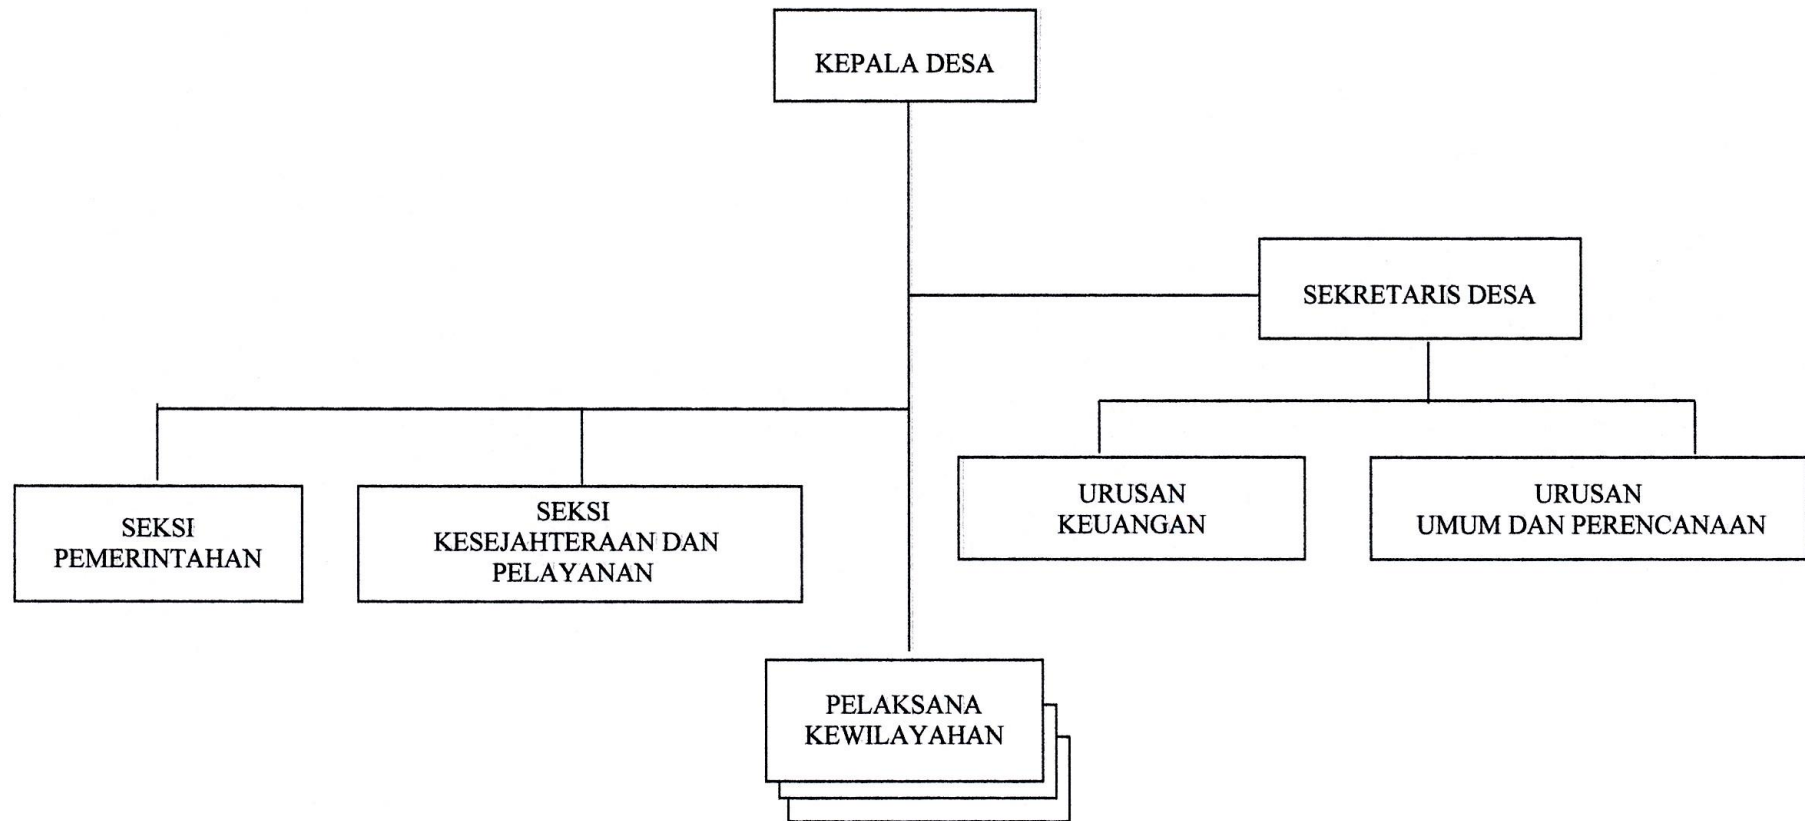 KEPALA DESA
SEKRETARIS DESA
SEKSI
PEMERINTAHAN
SEKSI
KESEJAHTERAAN DAN
PELAYANAN
URUSAN
KEUANGAN
URUSAN
UMUM DAN PERENCANAAN
PELAKSANA
KEWILAYAHAN